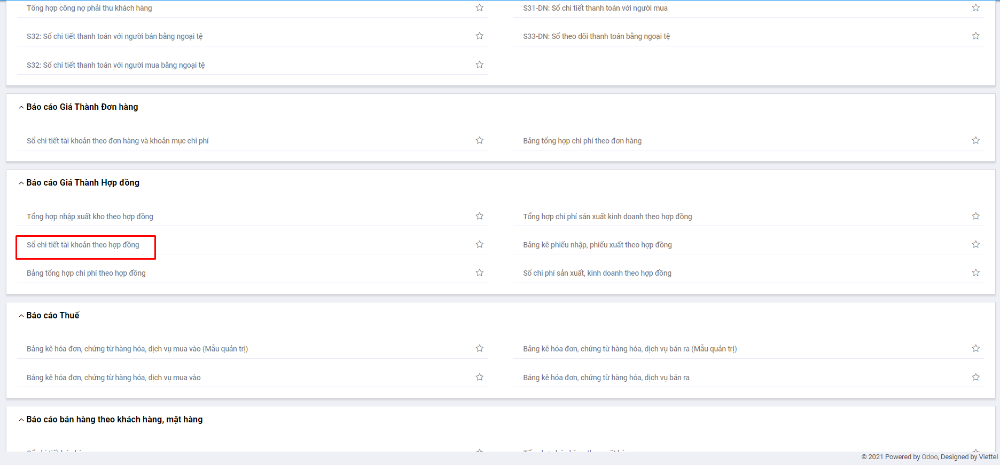 Tổng hợp công nợ phải thu khách hàng
S31-DN: Sổ chi tiết thanh toán với người mua
S32: Sổ chi tiết thanh toán với người bán bằng ngoại tệ
S33-DN: Sổ theo dõi thanh toán bằng ngoại tệ
S32: Sổ chi tiết thanh toán với người mua bằng ngoại tệ
Báo cáo Giá Thành Đơn hàng
Sổ chi tiết tài khoản theo đơn hàng và khoản mục chi phí
Bảng tổng hợp chi phí theo đơn hàng
Báo cáo Giá Thành Hợp đồng
Tổng hợp nhập xuất kho theo hợp đồng
Tổng hợp chi phí sản xuất kinh doanh theo hợp đồng
Sổ chi tiết tài khoản theo hợp đồng
Bảng kê phiếu nhập, phiếu xuất theo hợp đồng
Bảng tổng hợp chi phí theo hợp đồng
Sổ chi phí sản xuất, kinh doanh theo hợp đồng
Báo cáo Thuế
Bảng kê hóa đơn, chứng từ hàng hóa, dịch vụ mua vào (Mẫu quản trị)
Bảng kê hóa đơn, chứng từ hàng hóa, dịch vụ bán ra (Mẫu quản trị)
Bảng kê hóa đơn, chứng từ hàng hóa, dịch vụ mua vào
Bảng kê hóa đơn, chứng từ hàng hóa, dịch vụ bán ra
Báo cáo bán hàng theo khách hàng, mặt hàng
© 2021 Powered by Odoo, Designed by Viettel